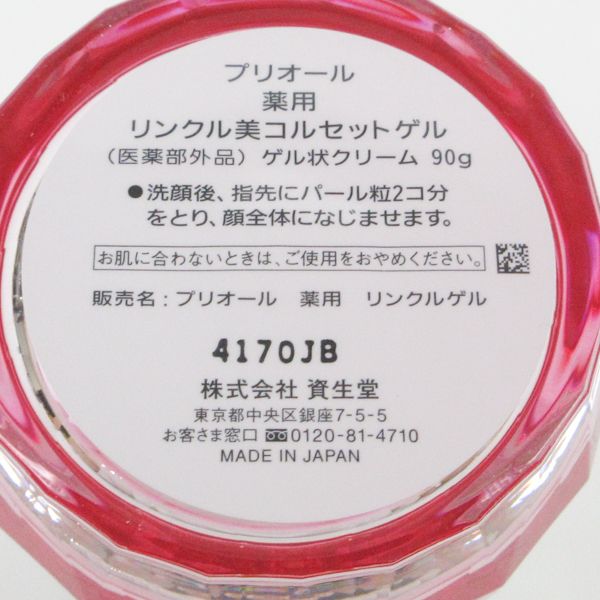 プリオール
薬用
リンクル美コルセットゲル
（医薬部外品）ゲル状クリーム 90g
●洗顔後、指先にパール粒2コ分
をとり、顔全体になじませます。
お肌に合わないときは、ご使用をおやめください。
販売名：プリオール 薬用 リンクルゲル
4170JB
株式会社 資生堂
東京都中央区銀座7-5-5
お客さま窓口 0120-81-4710
MADE IN JAPAN